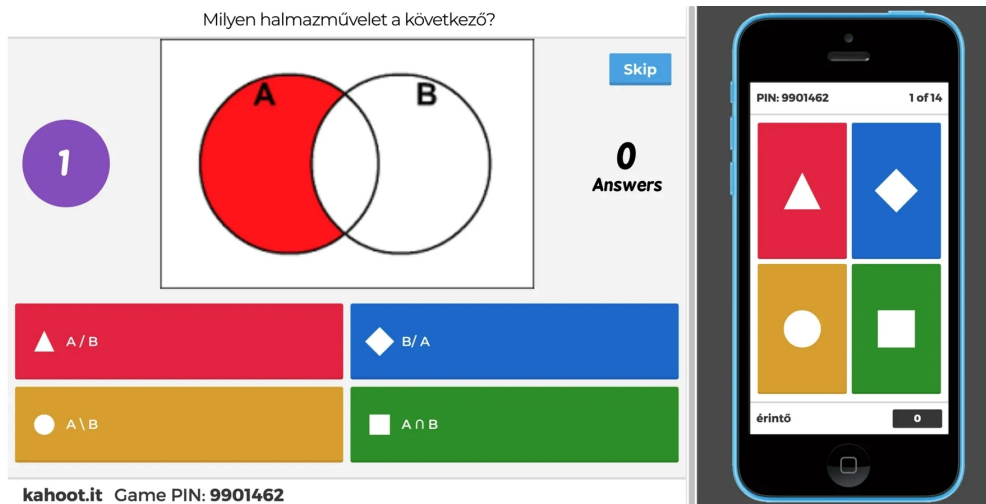 Milyen halmazművelet a következő?
Skip
A
B
1
0
Answers
A / B
B/ A
A \ B
A ∩ B
kahoot.it Game PIN: 9901462
PIN: 9901462
1 of 14
érintő
0